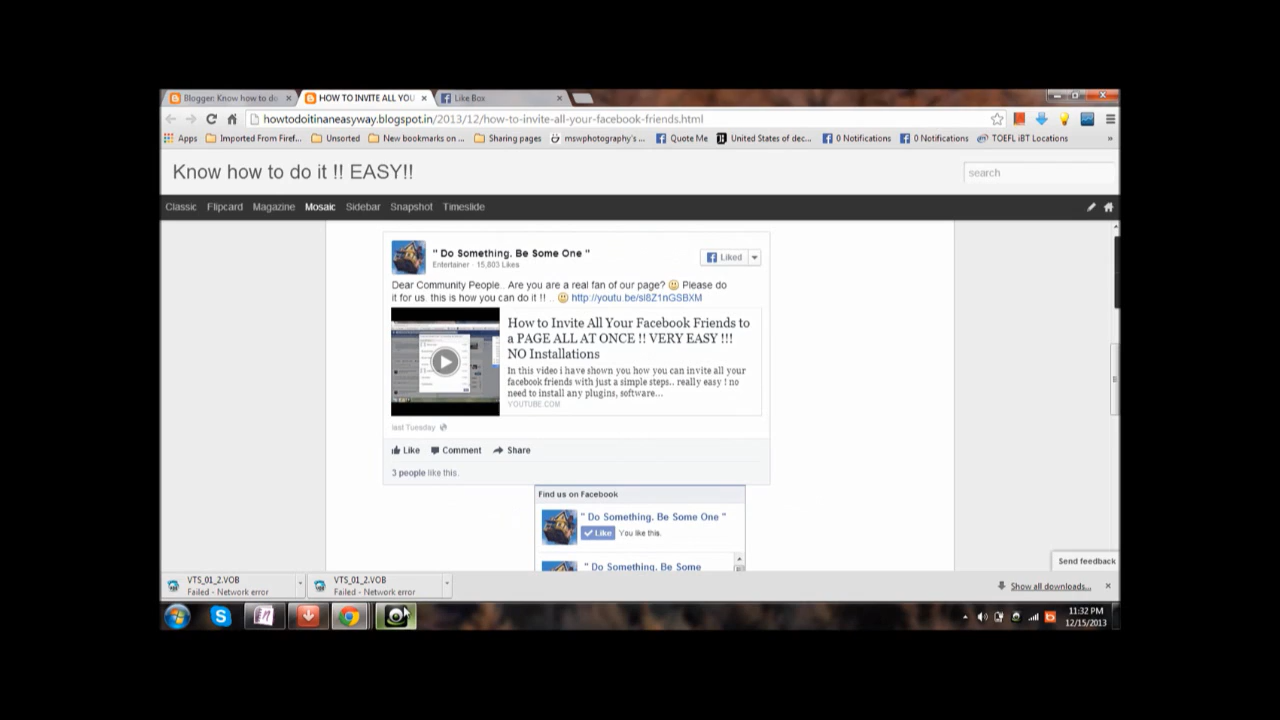 Blogger: Know how to do
HOW TO INVITE ALL YOU
Like Box
howtodoitinaneasyway.blogspot.in/2013/12/how-to-invite-all-your-facebook-friends.html
Apps
Imported From Firef...
Unsorted
New bookmarks on ...
Sharing pages
mswphotography's ...
Quote Me
United States of dec...
0 Notifications
0 Notifications
TOEFL iBT Locations
»
Know how to do it !! EASY!!
search
Classic Flipcard Magazine Mosaic Sidebar Snapshot Timeslide
" Do Something. Be Some One "
Entertainer · 15,803 Likes
Liked
Dear Community People.. Are you are a real fan of our page? Please do
it for us. this is how you can do it !! .. http://youtu.be/sI8Z1nGSBXM
How to Invite All Your Facebook Friends to
a PAGE ALL AT ONCE !! VERY EASY !!!
NO Installations
In this video i have shown you how you can invite all your
facebook friends with just a simple steps.. really easy ! no
need to install any plugins, software...
YOUTUBE.COM
last Tuesday
Like Comment Share
3 people like this.
Find us on Facebook
" Do Something. Be Some One "
Like You like this.
" Do Something. Be Some
Send feedback
VTS_01_2.VOB
Failed - Network error
VTS_01_2.VOB
Failed - Network error
Show all downloads...
11:32 PM
12/15/2013